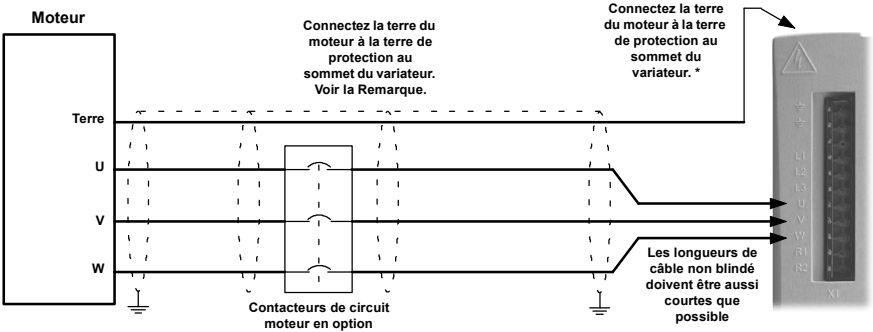 Moteur
Connectez la terre du
moteur à la terre de
protection au
sommet du variateur.
Voir la Remarque.
Connectez la terre
du moteur à la terre
de protection au
sommet du
variateur. *
Terre
U
V
W
L1
L2
L3
U
V
W
R1
R2
X1
Les longueurs de
câble non blindé
doivent être aussi
courtes que
possible
Contacteurs de circuit
moteur en option